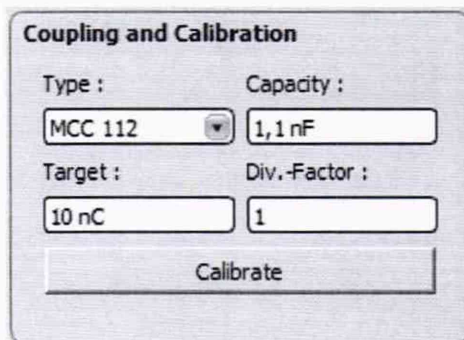 Coupling and Calibration
Type : Capacity :
MCC 112 1,1 nF
Target : Div.-Factor :
10 nC 1
Calibrate